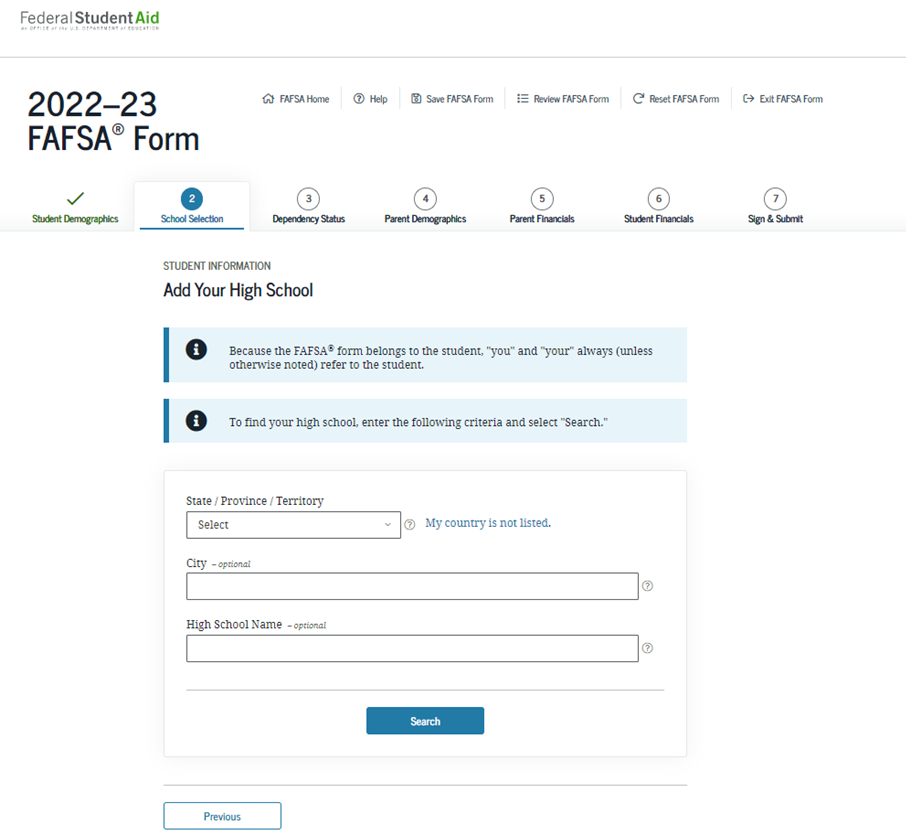 Federal Student Aid
An OFFICE of the U.S. DEPARTMENT of EDUCATION
2022–23
FAFSA® Form
FAFSA Home
Help
Save FAFSA Form
Review FAFSA Form
Reset FAFSA Form
Exit FAFSA Form
Student Demographics
2
School Selection
3
Dependency Status
4
Parent Demographics
5
Parent Financials
6
Student Financials
7
Sign & Submit
STUDENT INFORMATION
Add Your High School
Because the FAFSA® form belongs to the student, "you" and "your" always (unless
otherwise noted) refer to the student.
To find your high school, enter the following criteria and select "Search."
State / Province / Territory
Select
My country is not listed.
City – optional
High School Name – optional
Search
Previous